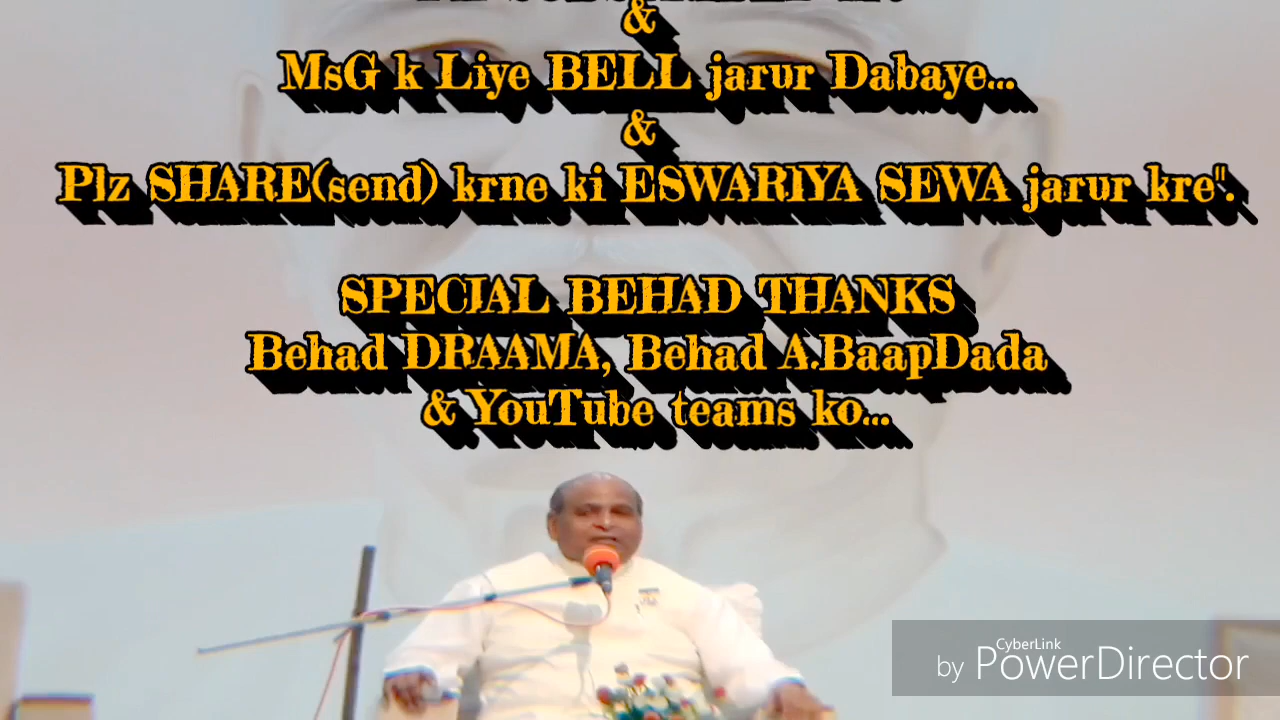 &
MsG k Liye BELL jarur Dabaye...
&
Plz SHARE(send) krne ki ESWARIYA SEWA jarur kre".
SPECIAL BEHAD THANKS
Behad DRAAMA, Behad A.BaapDada
& YouTube teams ko...
CyberLink
by PowerDirector